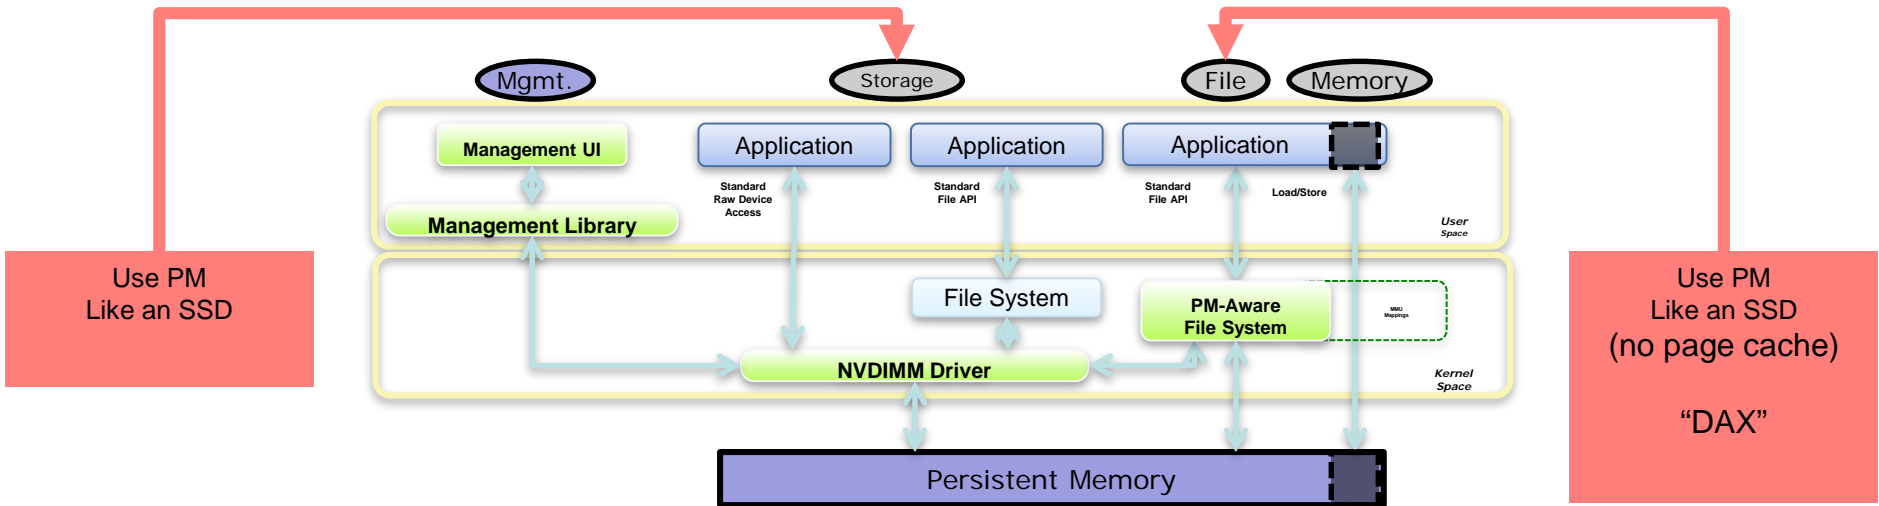 Mgmt.
Storage
File
Memory
Management UI
Application
Application
Application
Standard
Raw Device
Access
Standard
File API
Standard
File API
Load/Store
Management Library
User
Space
Use PM
Like an SSD
File System
PM-Aware
File System
MMU
Mappings
NVDIMM Driver
Kernel
Space
Use PM
Like an SSD
(no page cache)
“DAX”
Persistent Memory